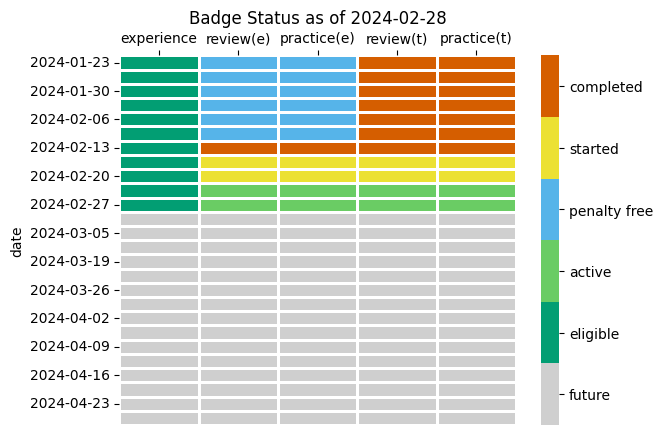 Badge Status as of 2024-02-28
experience review(e) practice(e) review(t) practice(t)
2024-01-23
2024-01-30
2024-02-06
2024-02-13
2024-02-20
2024-02-27
2024-03-05
2024-03-19
2024-03-26
2024-04-02
2024-04-09
2024-04-16
2024-04-23
date
completed
started
penalty free
active
eligible
future